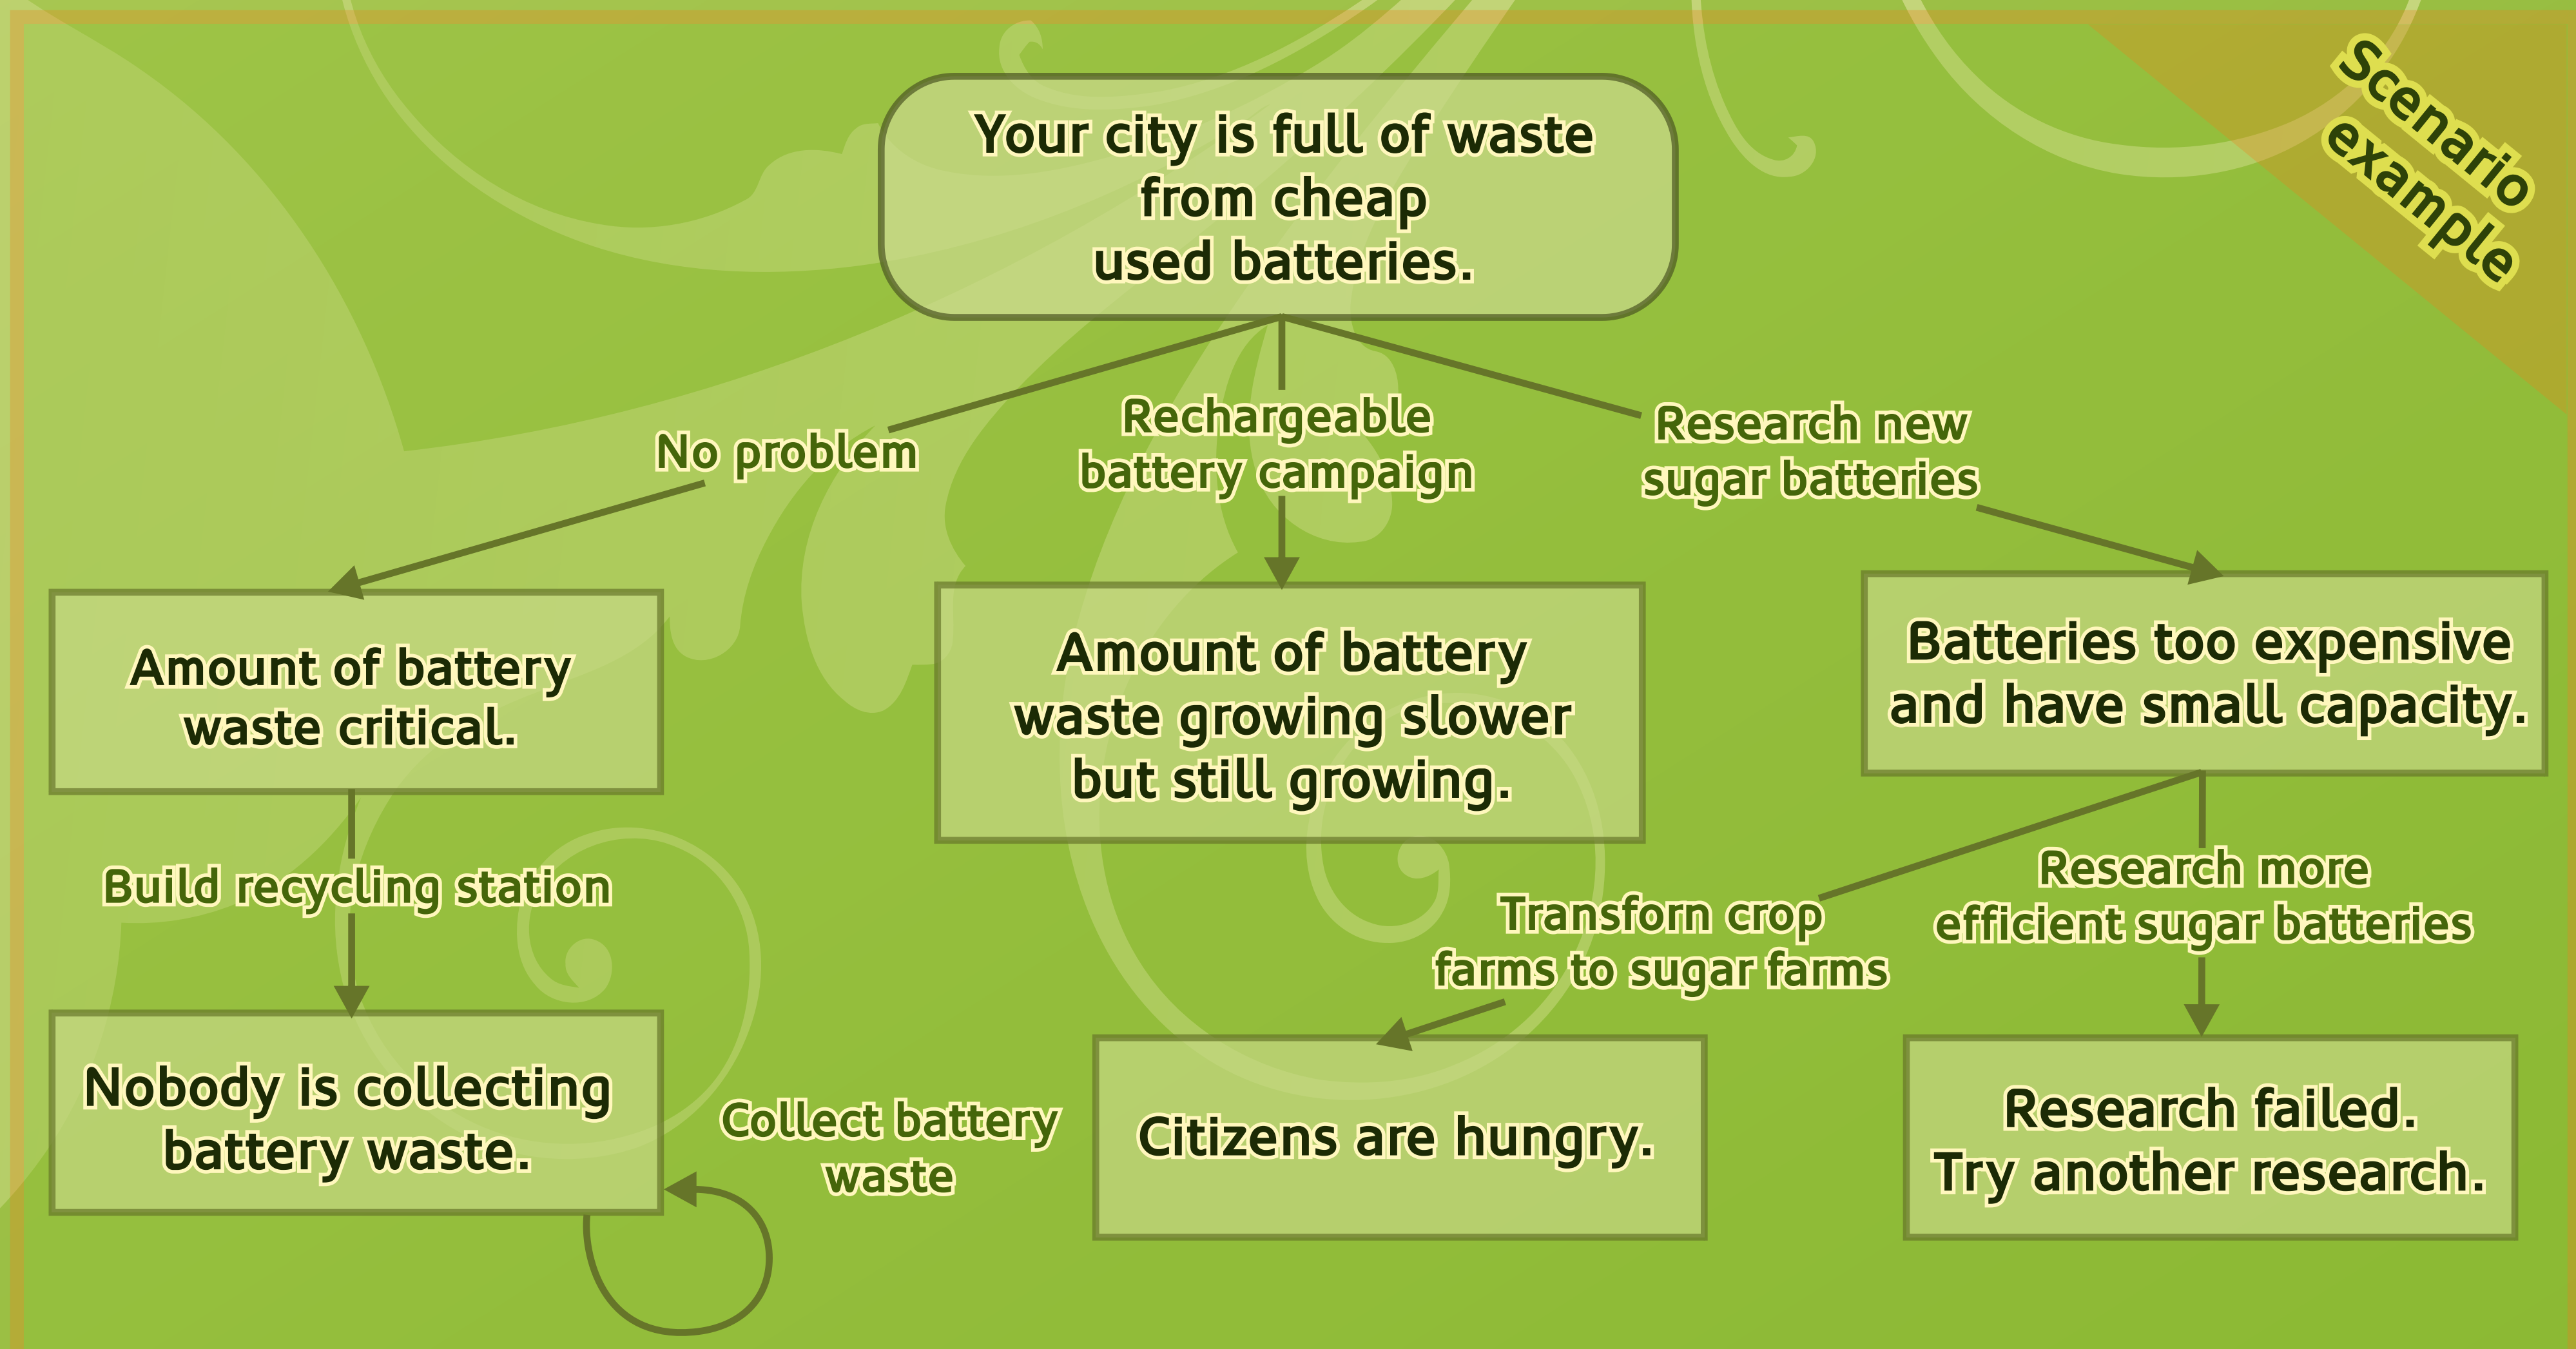 Scenario
example
Your city is full of waste
from cheap
used batteries.
No problem
Rechargeable
battery campaign
Research new
sugar batteries
Amount of battery
waste critical.
Amount of battery
waste growing slower
but still growing.
Batteries too expensive
and have small capacity.
Build recycling station
Transforn crop
farms to sugar farms
Research more
efficient sugar batteries
Nobody is collecting
battery waste.
Collect battery
waste
Citizens are hungry.
Research failed.
Try another research.